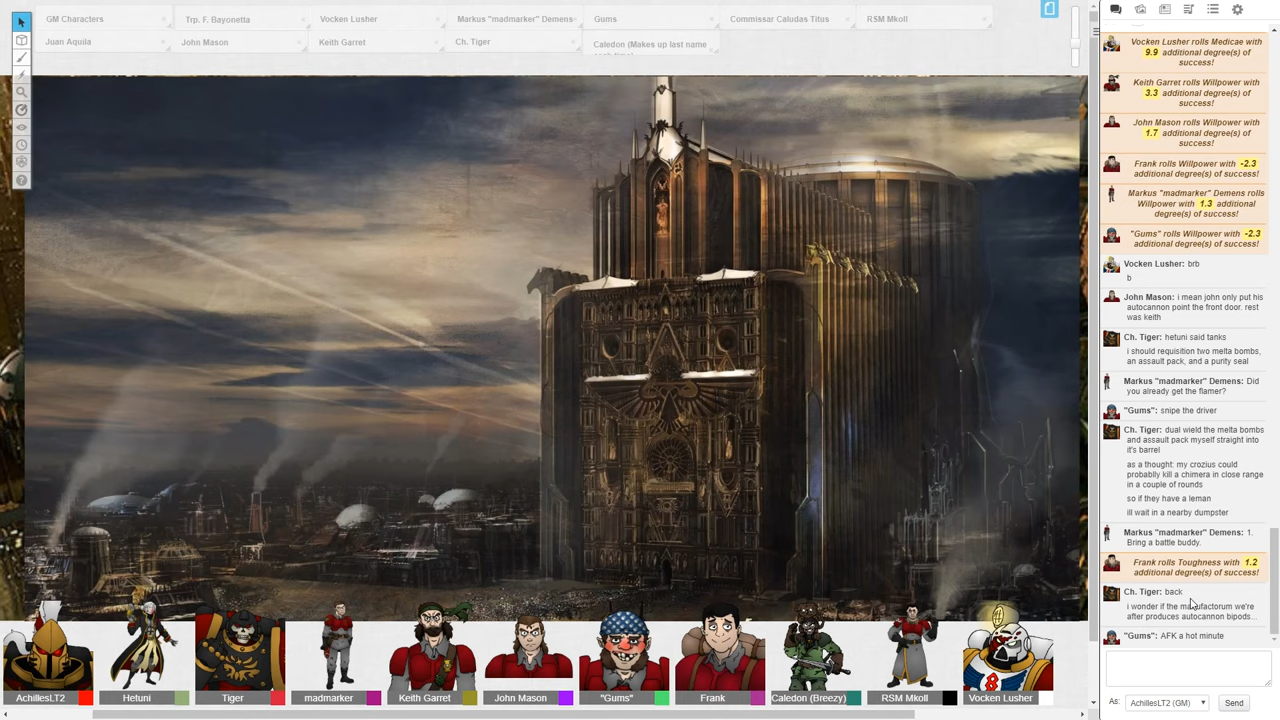 GM Characters
Trp. F. Bayonetta
Vocken Lusher
Markus "madmarker" Demens
Gums
Commissar Caludas Titus
RSM Mkoll
Juan Aquila
John Mason
Keith Garret
Ch. Tiger
Caledon (Makes up last name
Vocken Lusher rolls Medicae with
9.9 additional degree(s) of
success!
Keith Garret rolls Willpower with
3.3 additional degree(s) of
success!
John Mason rolls Willpower with
1.7 additional degree(s) of
success!
Frank rolls Willpower with -2.3
additional degree(s) of success!
Markus "madmarker" Demens rolls
Willpower with 1.3 additional
degree(s) of success!
"Gums" rolls Willpower with -2.3
additional degree(s) of success!
Vocken Lusher: brb
b
John Mason: i mean john only put his
autocannon point the front door. rest
was keith
Ch. Tiger: hetuni said tanks
i should requisition two melta bombs,
an assault pack, and a purity seal
Markus "madmarker" Demens: Did
you already get the flamer?
"Gums": snipe the driver
Ch. Tiger: dual wield the melta bombs
and assault pack myself straight into
it's barrel
as a thought: my crozius could
probablly kill a chimera in close range
in a couple of rounds
so if they have a leman
ill wait in a nearby dumpster
Markus "madmarker" Demens: 1.
Bring a battle buddy.
Frank rolls Toughness with 1.2
additional degree(s) of success!
Ch. Tiger: back
i wonder if the manufactorum we're
after produces autocannon bipods...
"Gums": AFK a hot minute
AchillesLT2
Hetuni
Tiger
madmarker
Keith Garret
John Mason
"Gums"
Frank
Caledon (Breezy)
RSM Mkoll
Vocken Lusher
As:
AchillesLT2 (GM)
Send